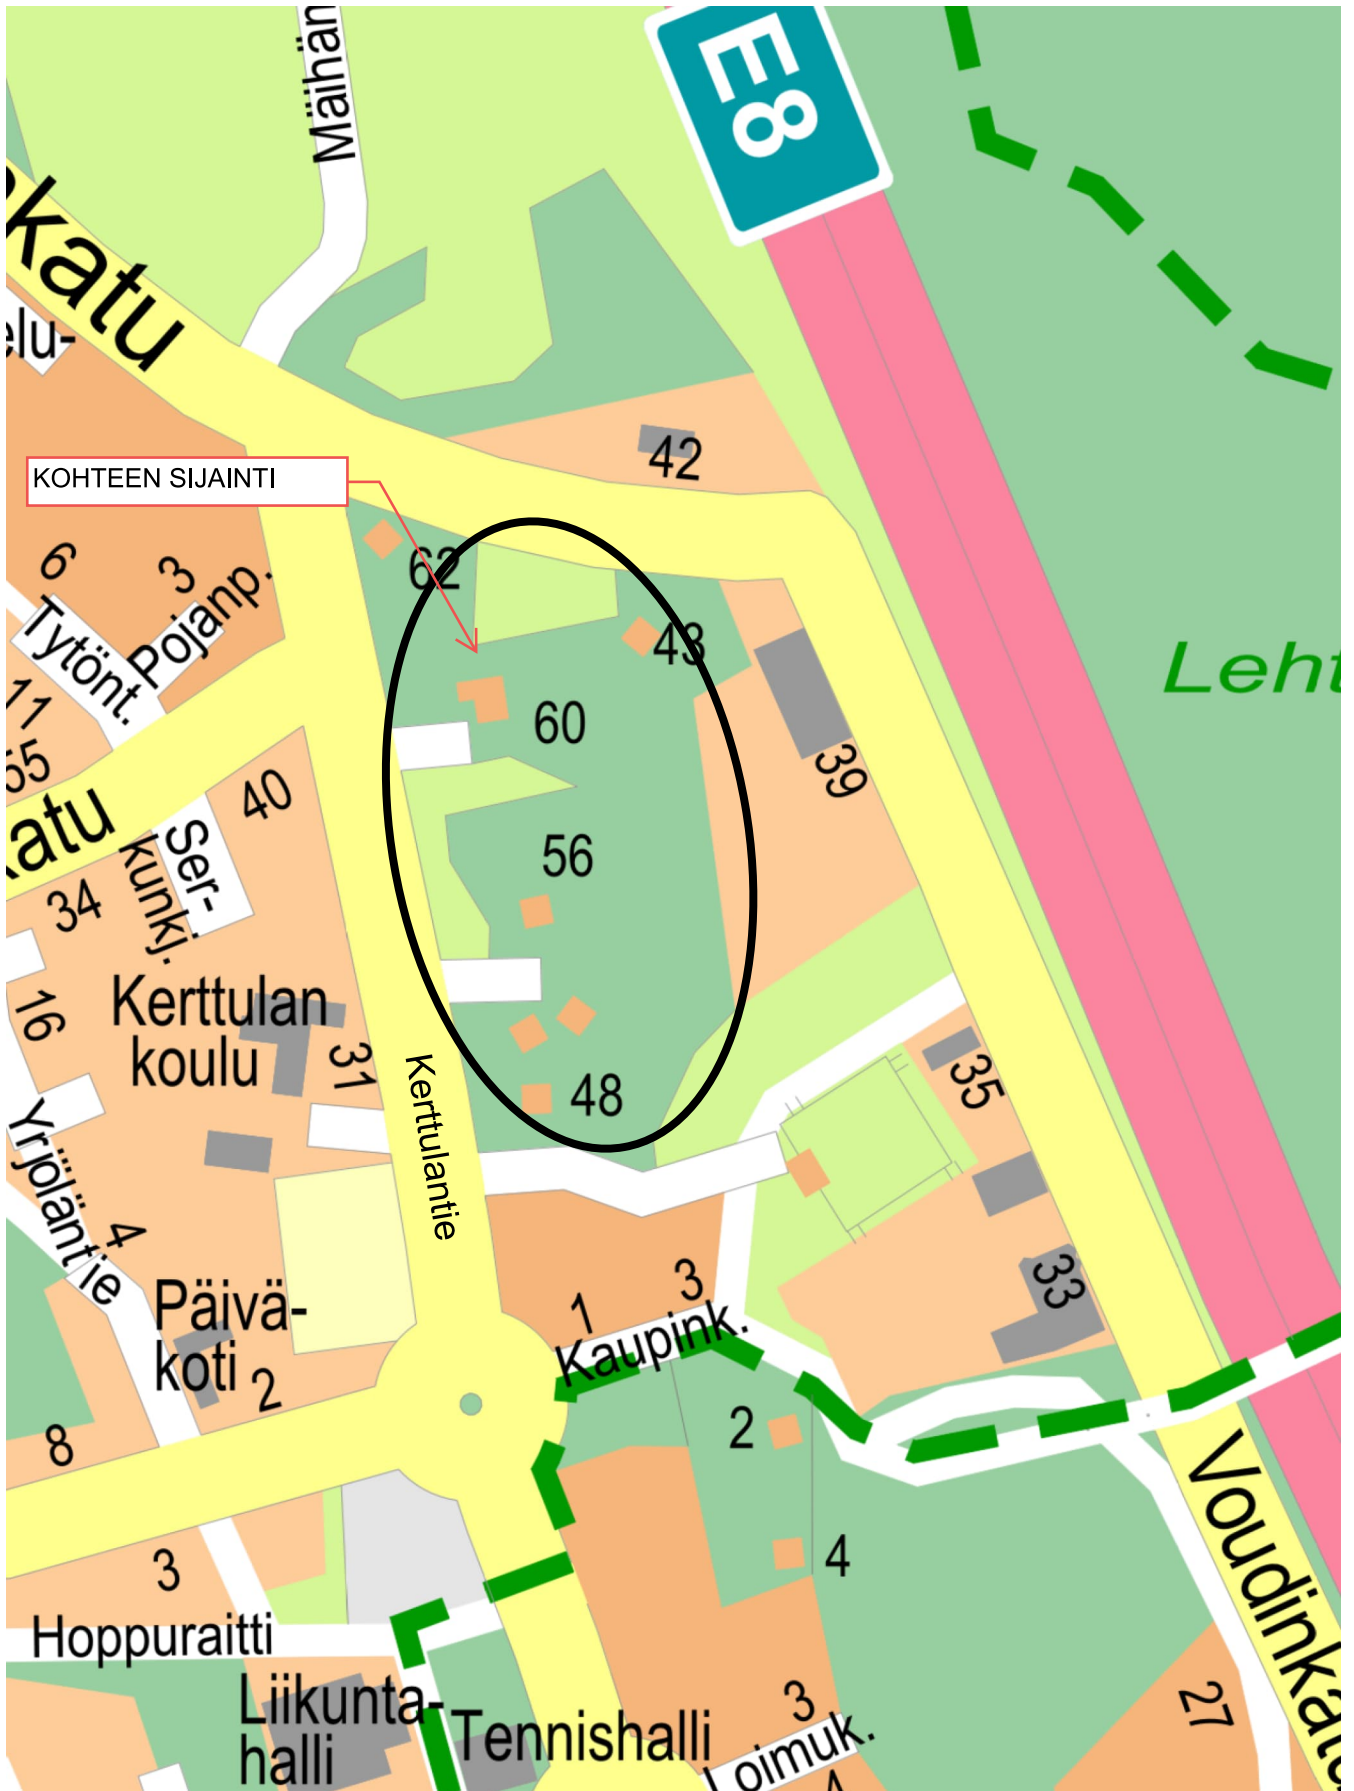 Mäihän
E8
katu
elu-
42
KOHTEEN SIJAINTI
62
6
3
Pojanp.
Tytönt.
43
11
55
60
39
40
katu
Ser-
kunkj.
56
34
16
Kerttulan
koulu
31
Kerttulantie
48
35
Yrjöläntie
4
33
Päivä-
koti
2
1
3
Kaupink.
8
2
4
3
Voudinkatu
Hoppuraitti
Liikunta-
halli
Tennishalli
3
Loimuk.
4
27
Leht